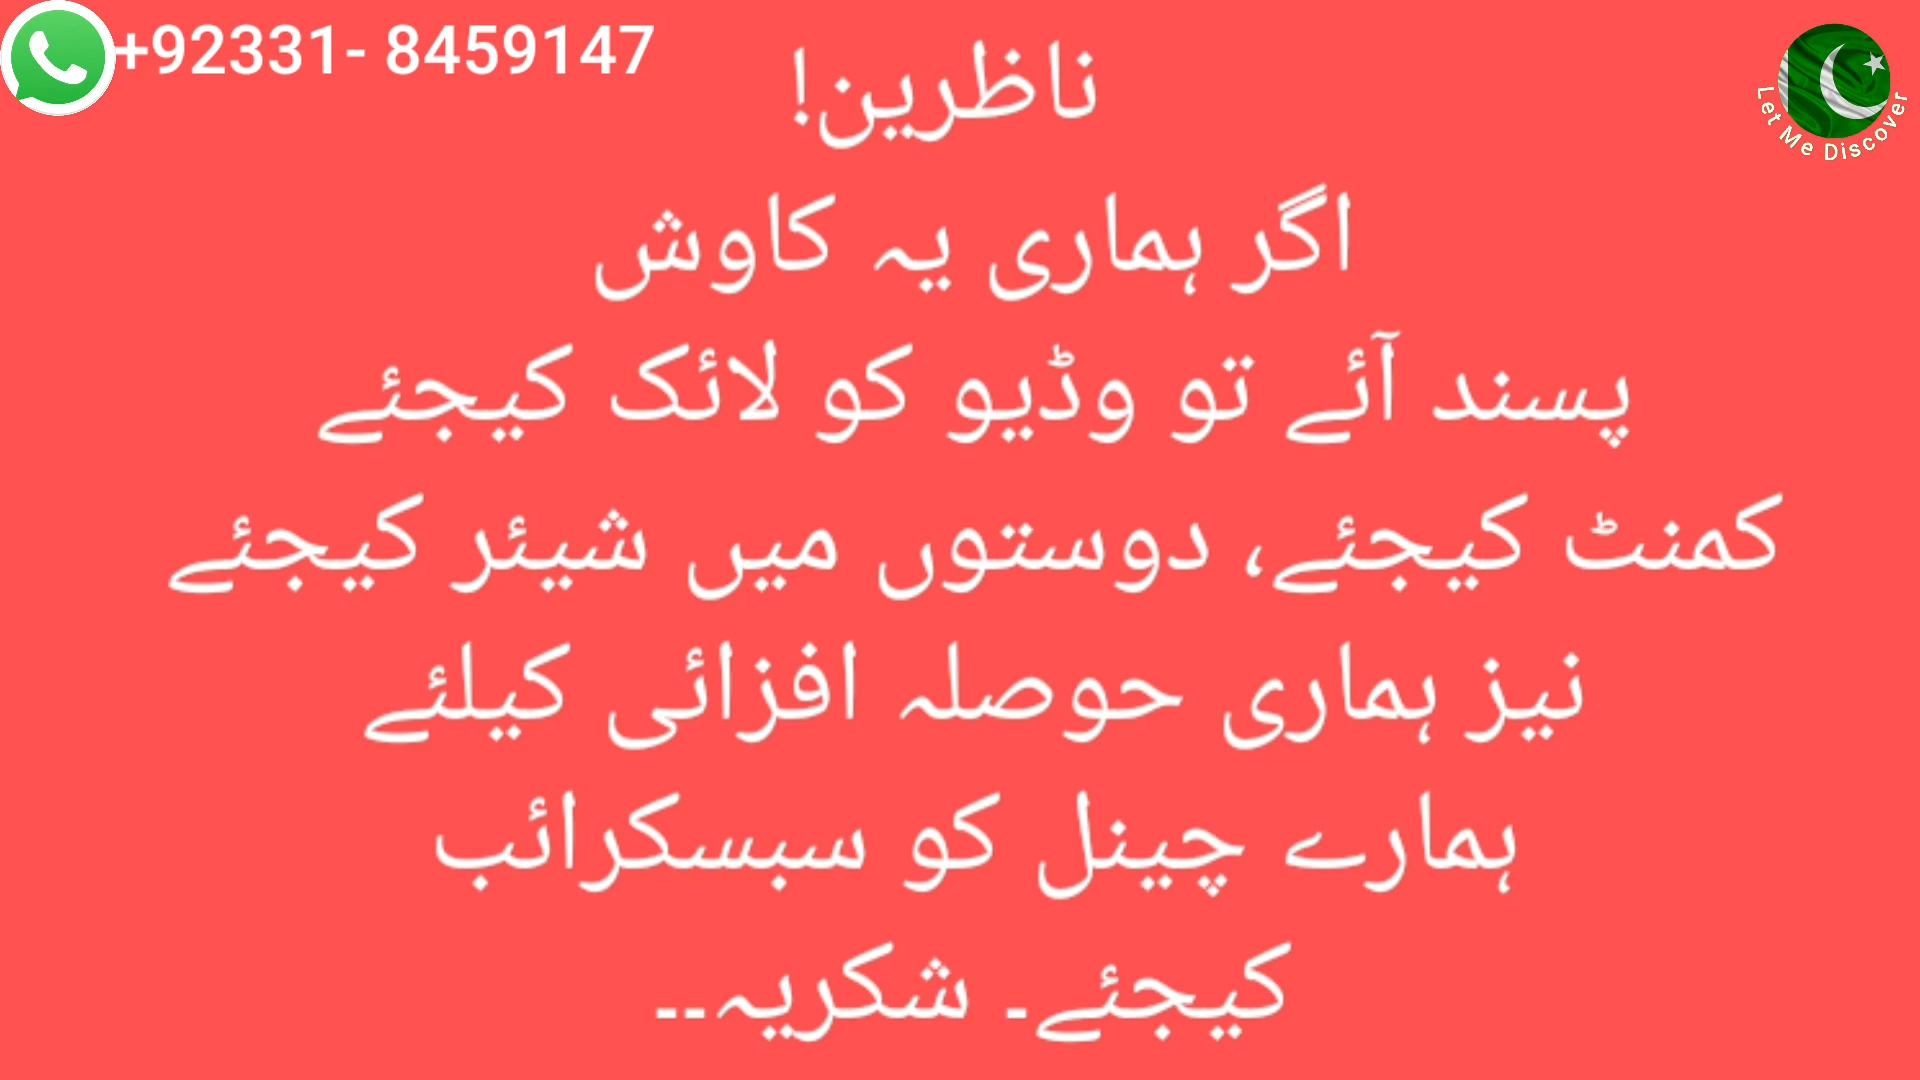 +92331- 8459147
Let Me Discover
ناظرین!
اگر ہماری یہ کاوش
پسند آئے تو وڈیو کو لائک کیجئے
کمنٹ کیجئے، دوستوں میں شیئر کیجئے
نیز ہماری حوصلہ افزائی کیلئے
ہمارے چینل کو سبسکرائب
کیجئے۔ شکریہ۔۔